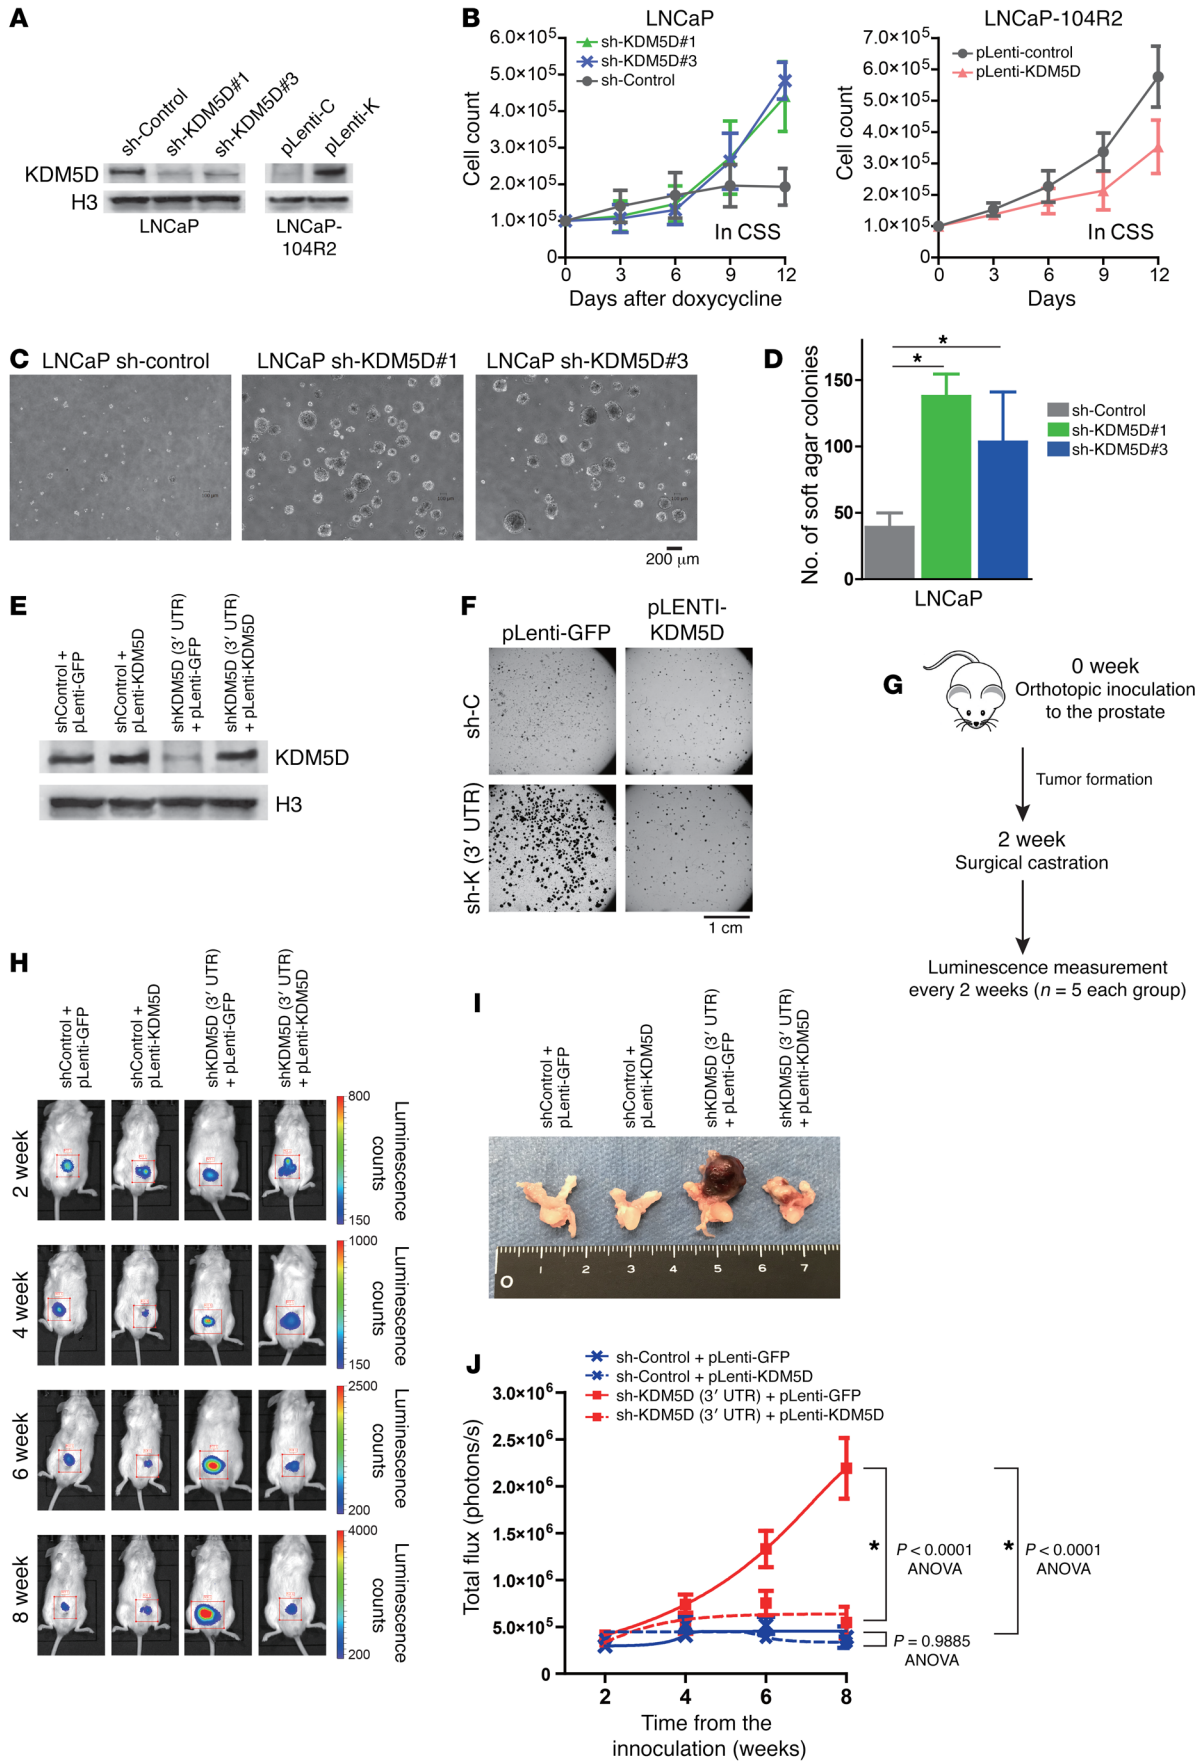 A
sh-Control
sh-KDM5D#1
sh-KDM5D#3
pLenti-C
pLenti-K
KDM5D
H3
LNCaP
LNCaP-
104R2
B
LNCaP
6.0×10⁵
5.0×10⁵
4.0×10⁵
3.0×10⁵
2.0×10⁵
1.0×10⁵
0
Cell count
sh-KDM5D#1
sh-KDM5D#3
sh-Control
In CSS
0 3 6 9 12
Days after doxycycline
LNCaP-104R2
7.0×10⁵
6.0×10⁵
5.0×10⁵
4.0×10⁵
3.0×10⁵
2.0×10⁵
1.0×10⁵
0
Cell count
pLenti-control
pLenti-KDM5D
In CSS
0 3 6 9 12
Days
C
LNCaP sh-control
LNCaP sh-KDM5D#1
LNCaP sh-KDM5D#3
200 μm
D
No. of soft agar colonies
150
100
50
0
*
*
LNCaP
sh-Control
sh-KDM5D#1
sh-KDM5D#3
E
shControl +
pLenti-GFP
shControl +
pLenti-KDM5D
shKDM5D (3′ UTR)
+ pLenti-GFP
shKDM5D (3′ UTR)
+ pLenti-KDM5D
KDM5D
H3
F
pLenti-GFP
pLENTI-
KDM5D
sh-C
sh-K (3′ UTR)
1 cm
G
0 week
Orthotopic inoculation
to the prostate
Tumor formation
2 week
Surgical castration
Luminescence measurement
every 2 weeks (n = 5 each group)
H
shControl +
pLenti-GFP
shControl +
pLenti-KDM5D
shKDM5D (3′ UTR)
+ pLenti-GFP
shKDM5D (3′ UTR)
+ pLenti-KDM5D
2 week
800
150
Luminescence
counts
4 week
1000
150
Luminescence
counts
6 week
2500
200
Luminescence
counts
8 week
4000
200
Luminescence
counts
I
shControl +
pLenti-GFP
shControl +
pLenti-KDM5D
shKDM5D (3′ UTR)
+ pLenti-GFP
shKDM5D (3′ UTR)
+ pLenti-KDM5D
0 1 2 3 4 5 6 7
J
sh-Control + pLenti-GFP
sh-Control + pLenti-KDM5D
sh-KDM5D (3′ UTR) + pLenti-GFP
sh-KDM5D (3′ UTR) + pLenti-KDM5D
Total flux (photons/s)
3.0×10⁶
2.5×10⁶
2.0×10⁶
1.5×10⁶
1.0×10⁶
5.0×10⁵
0
2 4 6 8
Time from the
innoculation (weeks)
*
P < 0.0001
ANOVA
*
P < 0.0001
ANOVA
P = 0.9885
ANOVA